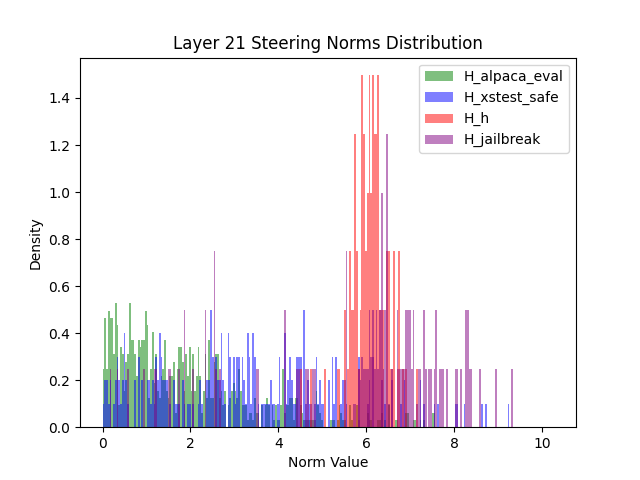 Layer 21 Steering Norms Distribution
H_alpaca_eval
H_xstest_safe
H_h
H_jailbreak
1.4
1.2
1.0
0.8
0.6
0.4
0.2
0.0
Density
0 2 4 6 8 10
Norm Value